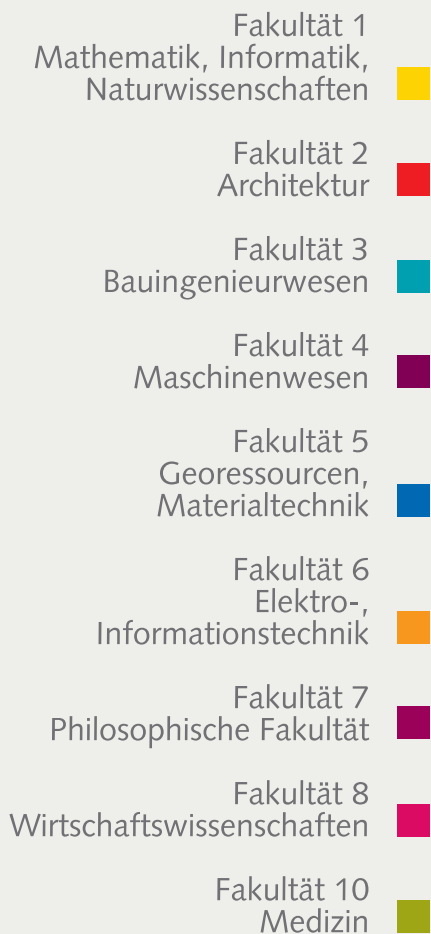 Fakultät 1
Mathematik, Informatik,
Naturwissenschaften
Fakultät 2
Architektur
Fakultät 3
Bauingenieurwesen
Fakultät 4
Maschinenwesen
Fakultät 5
Georessourcen,
Materialtechnik
Fakultät 6
Elektro-,
Informationstechnik
Fakultät 7
Philosophische Fakultät
Fakultät 8
Wirtschaftswissenschaften
Fakultät 10
Medizin